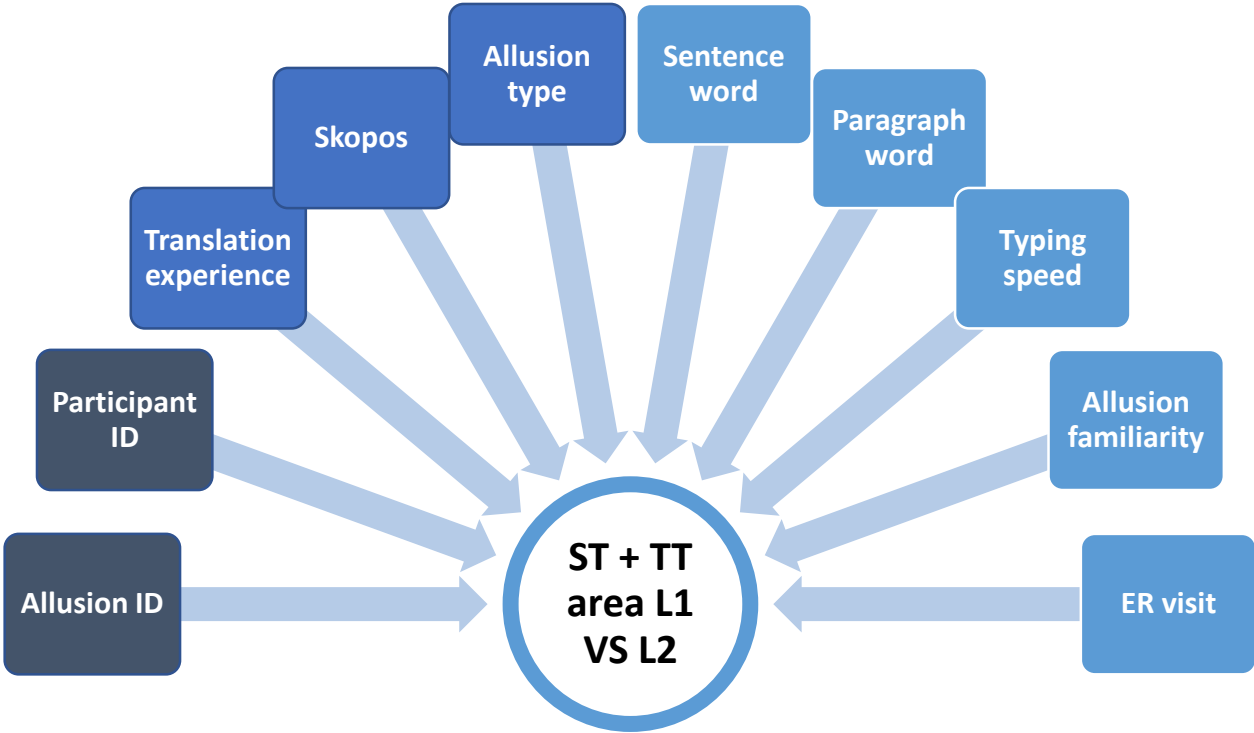 Allusion
type
Sentence
word
Skopos
Paragraph
word
Translation
experience
Typing
speed
Participant
ID
Allusion
familiarity
Allusion ID
ST + TT
area L1
VS L2
ER visit